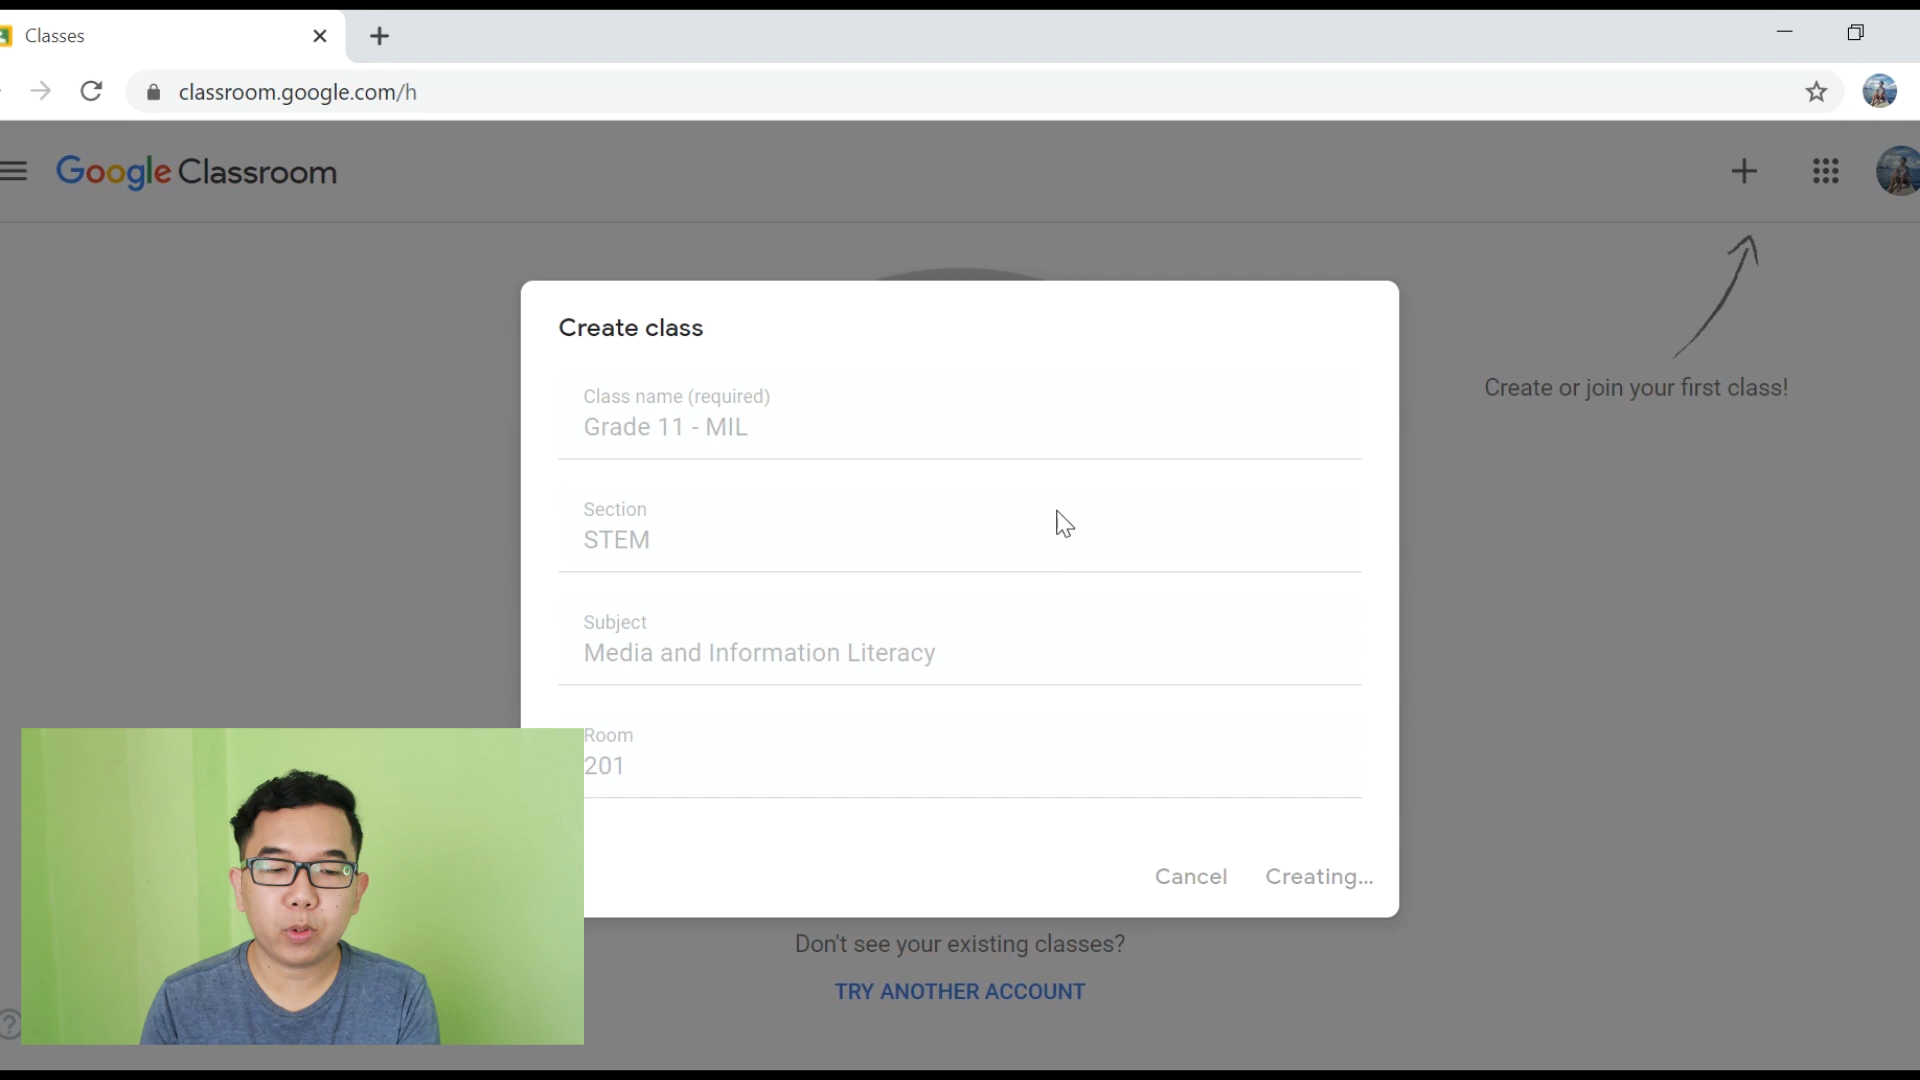 Classes
classroom.google.com/h
Google Classroom
Create or join your first class!
Create class
Class name (required)
Grade 11 - MIL
Section
STEM
Subject
Media and Information Literacy
Room
201
Cancel
Creating...
Don't see your existing classes?
TRY ANOTHER ACCOUNT